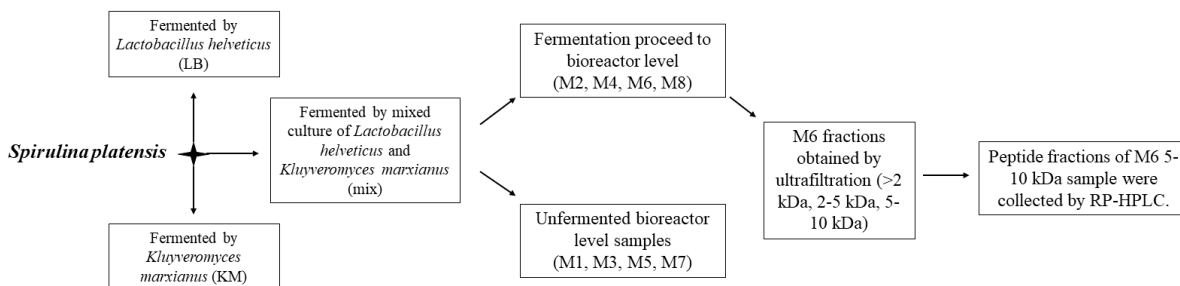 Fermented by
Lactobacillus helveticus
(LB)
Spirulina platensis
Fermented by
Kluyveromyces
marxianus (KM)
Fermented by mixed
culture of Lactobacillus
helveticus and
Kluyveromyces marxianus
(mix)
Fermentation proceed to
bioreactor level
(M2, M4, M6, M8)
Unfermented bioreactor
level samples
(M1, M3, M5, M7)
M6 fractions
obtained by
ultrafiltration (>2
kDa, 2-5 kDa, 5-
10 kDa)
Peptide fractions of M6 5-
10 kDa sample were
collected by RP-HPLC.